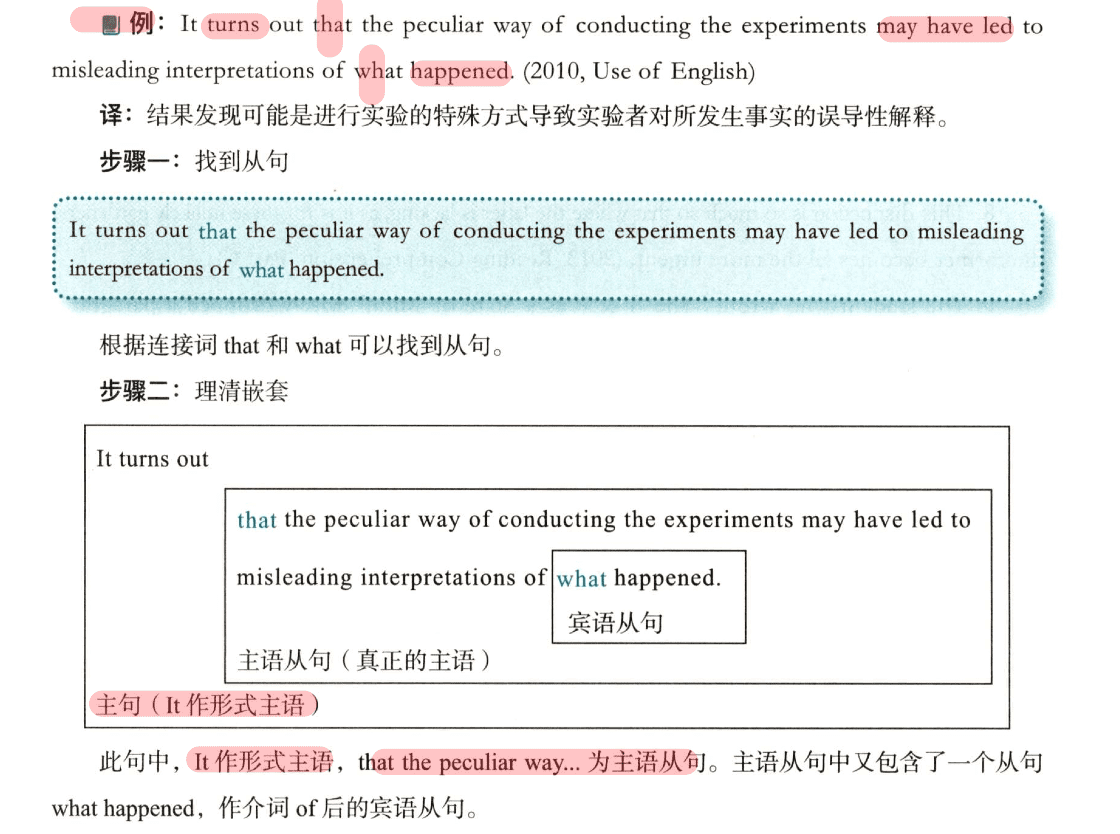 例：It turns out that the peculiar way of conducting the experiments may have led to
misleading interpretations of what happened. (2010, Use of English)
译：结果发现可能是进行实验的特殊方式导致实验者对所发生事实的误导性解释。
步骤一：找到从句
It turns out that the peculiar way of conducting the experiments may have led to misleading
interpretations of what happened.
根据连接词 that 和 what 可以找到从句。
步骤二：理清嵌套
It turns out
that the peculiar way of conducting the experiments may have led to
misleading interpretations of what happened.
宾语从句
主语从句（真正的主语）
主句（It 作形式主语）
此句中，It 作形式主语，that the peculiar way... 为主语从句。主语从句中又包含了一个从句
what happened，作介词 of 后的宾语从句。